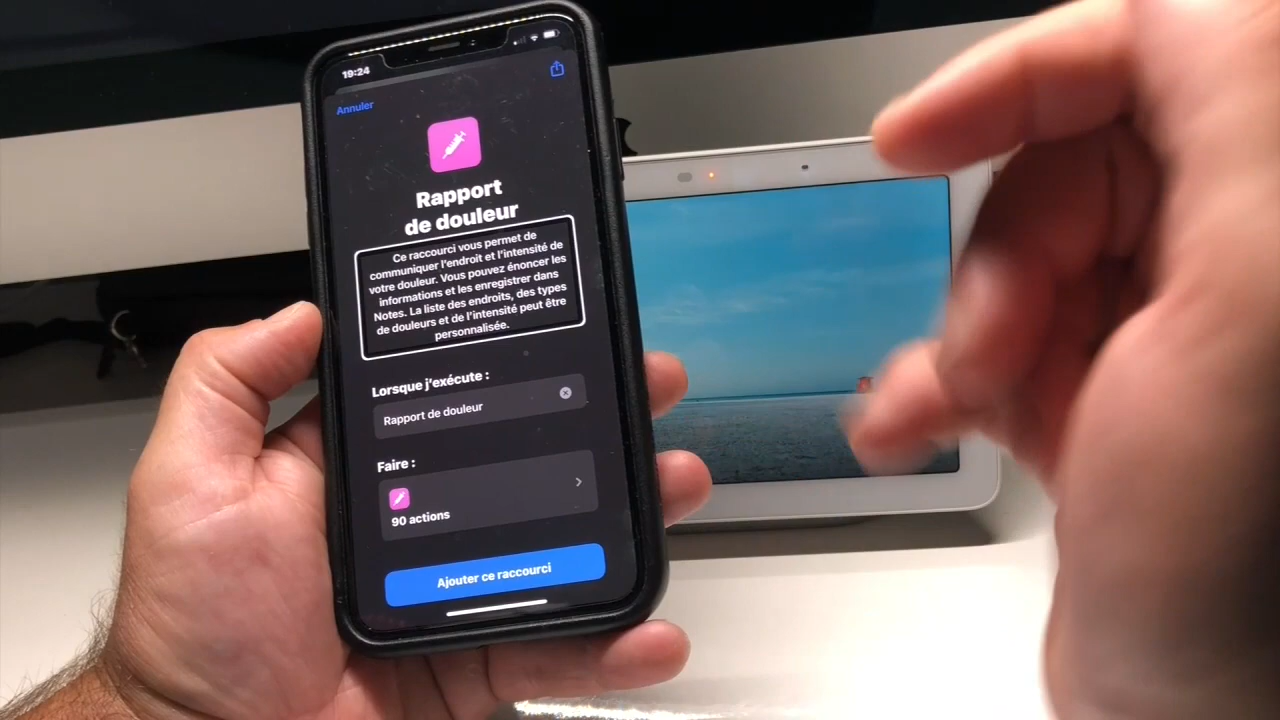 19:24
Annuler
Rapport
de douleur
Ce raccourci vous permet de
communiquer l'endroit et l'intensité de
votre douleur. Vous pouvez énoncer les
informations et les enregistrer dans
Notes. La liste des endroits, des types
de douleurs et de l'intensité peut être
personnalisée.
Lorsque j'exécute :
Rapport de douleur
Faire :
90 actions
Ajouter ce raccourci